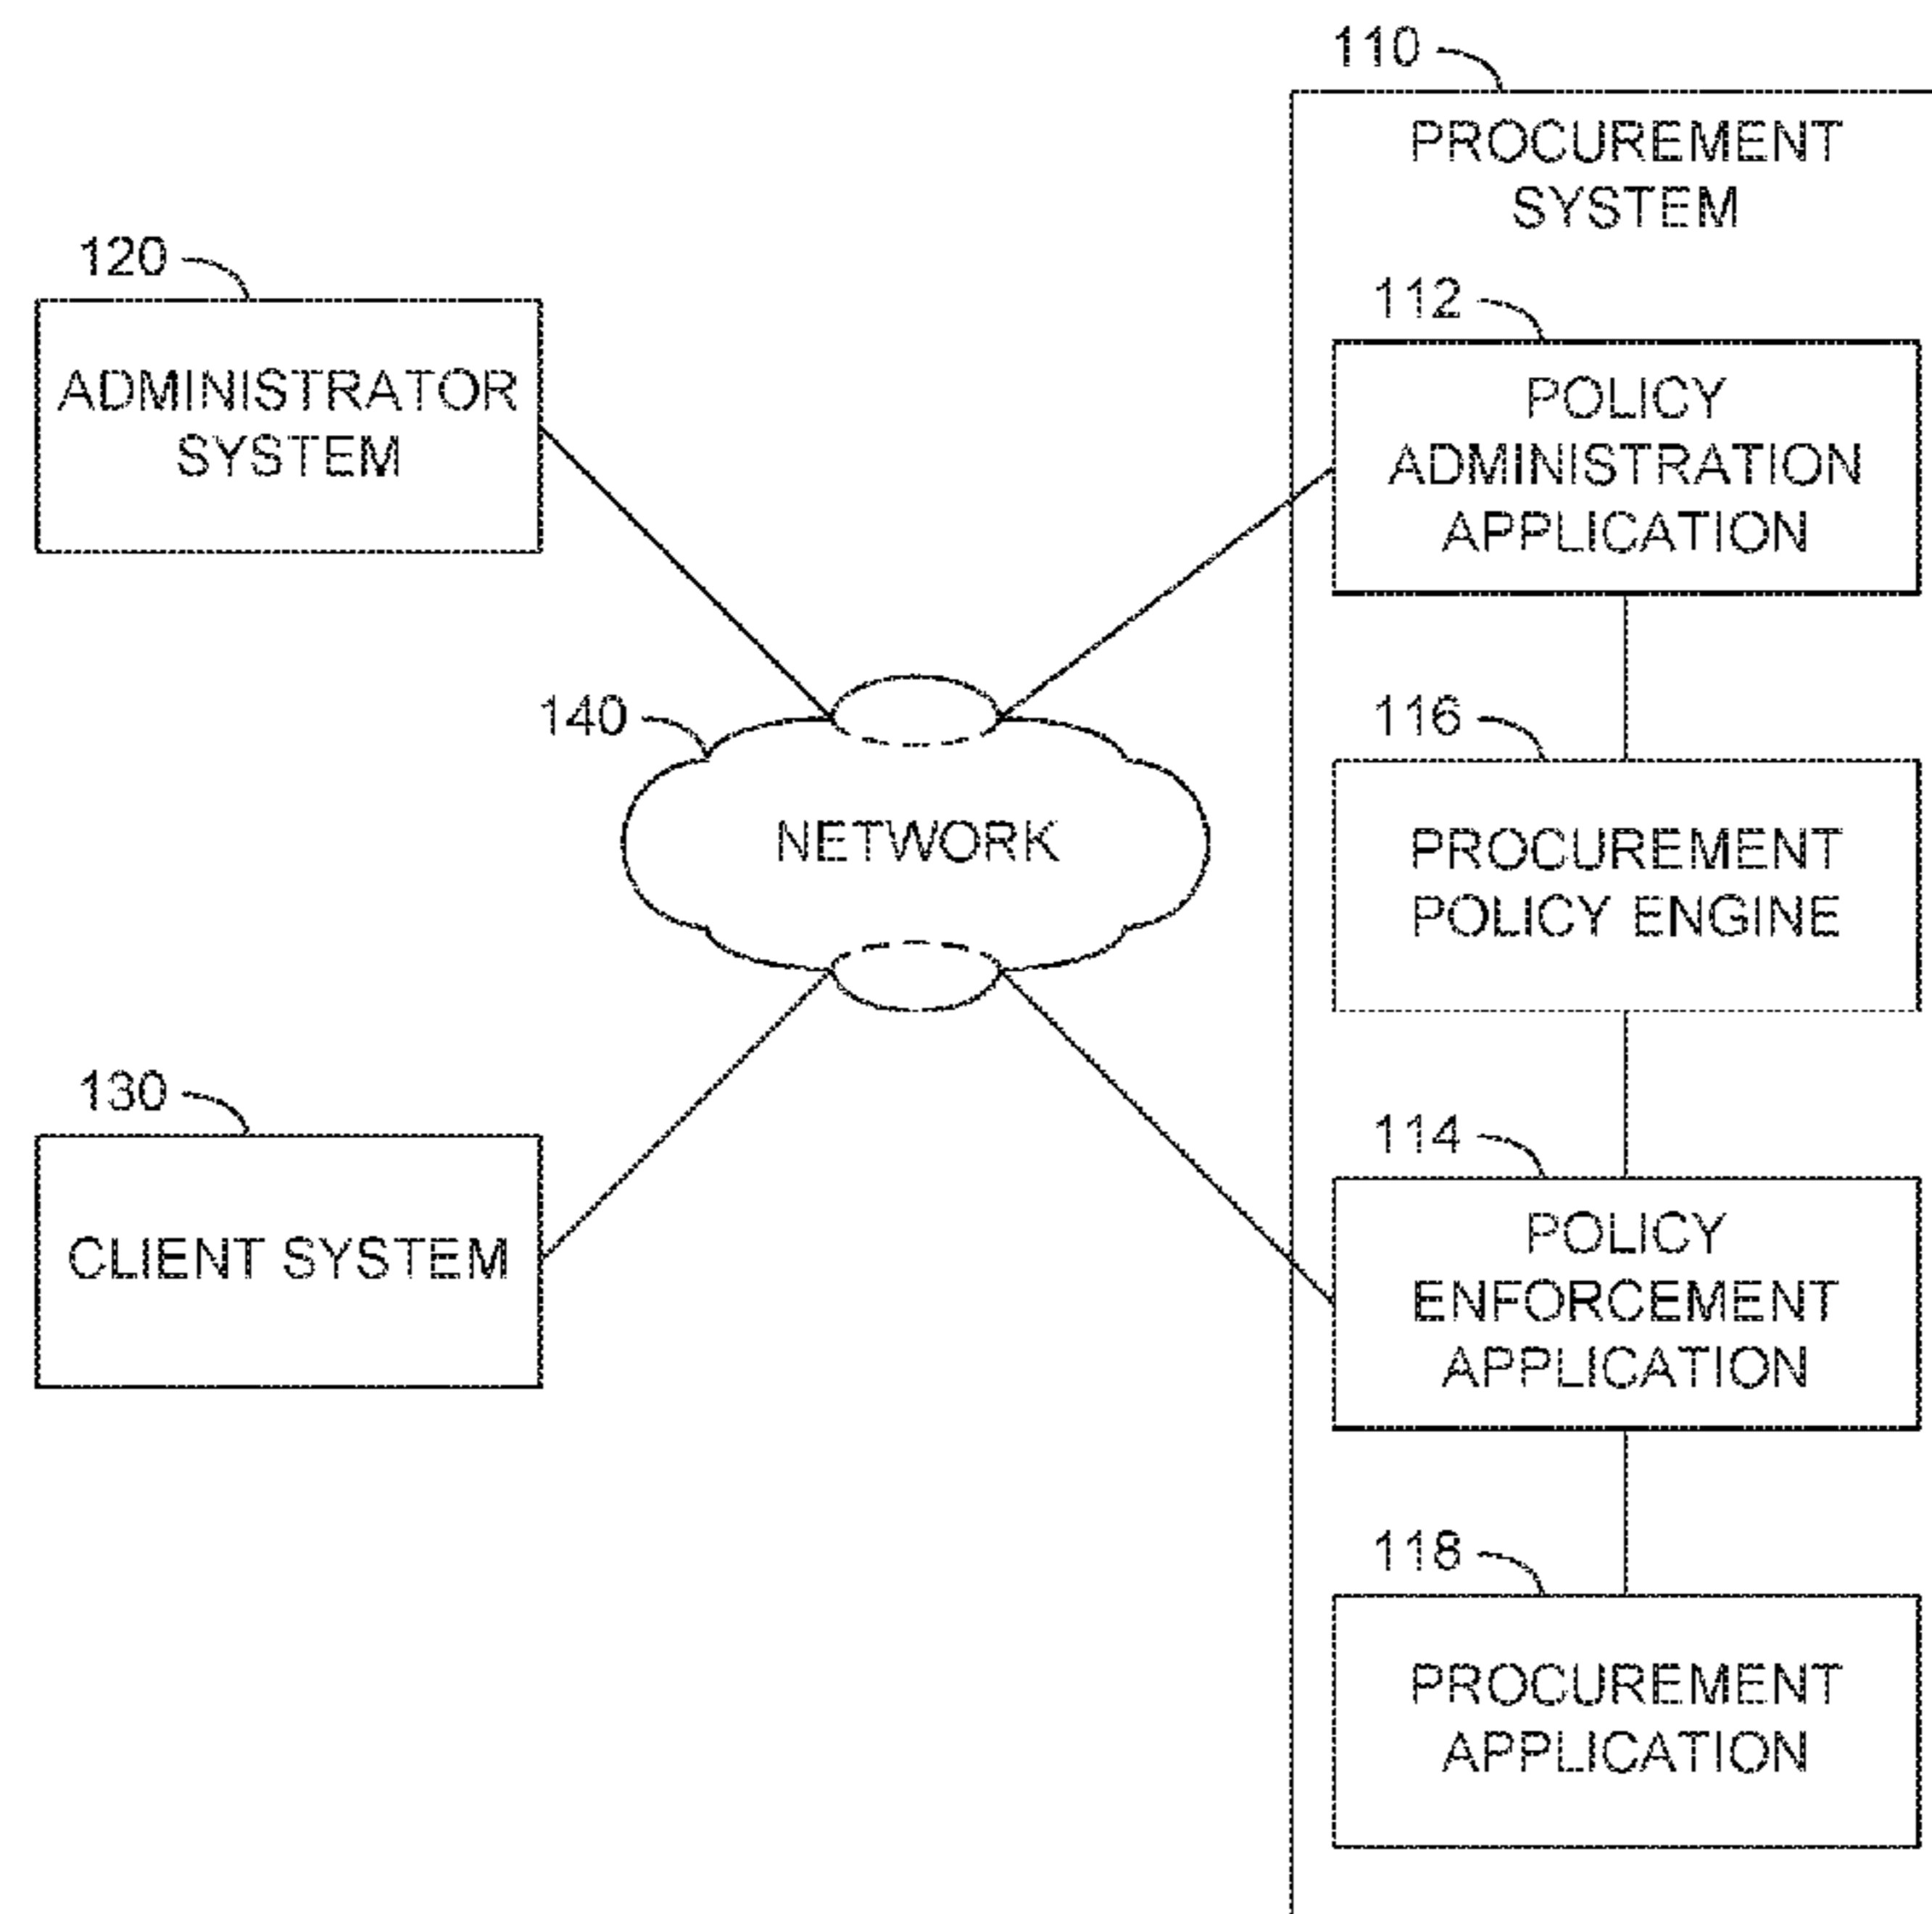 110
PROCUREMENT
SYSTEM
120
ADMINISTRATOR
SYSTEM
112
POLICY
ADMINISTRATION
APPLICATION
140
NETWORK
116
PROCUREMENT
POLICY ENGINE
130
CLIENT SYSTEM
114
POLICY
ENFORCEMENT
APPLICATION
118
PROCUREMENT
APPLICATION